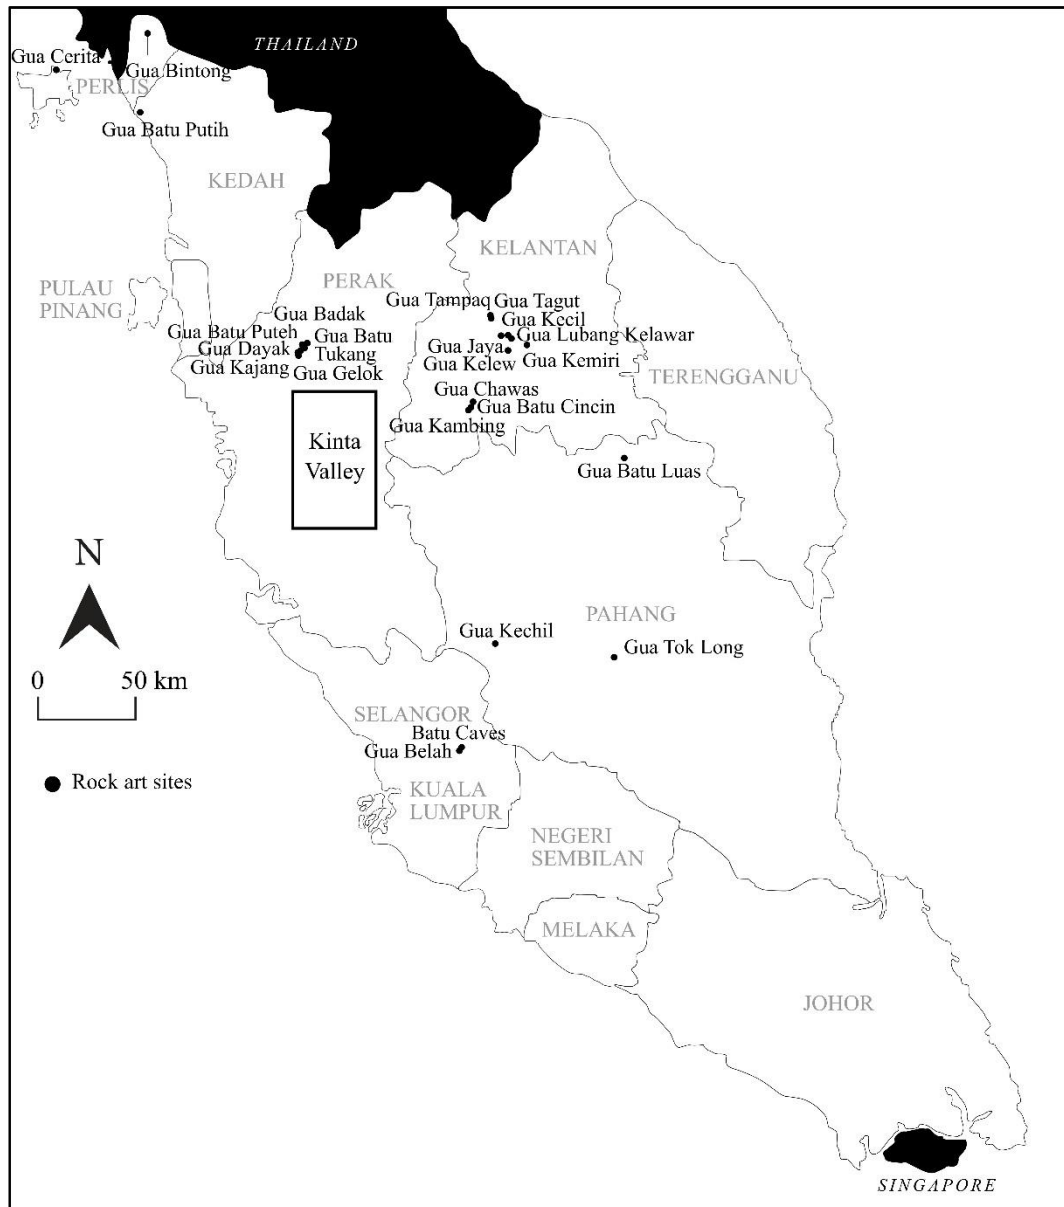 THAILAND
Gua Cerita
Gua Bintong
PERLIS
Gua Batu Putih
KEDAH
KELANTAN
PERAK
PULAU
PINANG
Gua Tampaq
Gua Tagut
Gua Badak
Gua Kecil
Gua Batu Puteh
Gua Batu
Tukang
Gua Lubang Kelawar
Gua Dayak
Gua Jaya
Gua Kajang
Gua Kelew
Gua Kemiri
Gua Gelok
TERENGGANU
Gua Chawas
Gua Batu Cincin
Gua Kambing
Kinta
Valley
Gua Batu Luas
N
PAHANG
Gua Kechil
Gua Tok Long
0 50 km
SELANGOR
Batu Caves
Gua Belah
Rock art sites
KUALA
LUMPUR
NEGERI
SEMBILAN
MELAKA
JOHOR
SINGAPORE